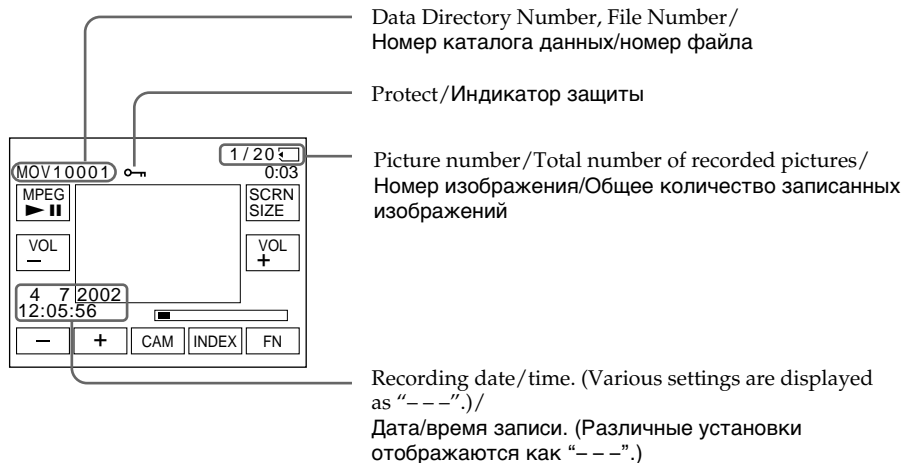 Data Directory Number, File Number/
Номер каталога данных/номер файла
Protect/Индикатор защиты
Picture number/Total number of recorded pictures/
Номер изображения/Общее количество записанных
изображений
1/20
MOV10001
0:03
MPEG
SCRN
SIZE
VOL
–
VOL
+
4 7 2002
12:05:56
– + CAM INDEX FN
Recording date/time. (Various settings are displayed
as “– – –”.)/
Дата/время записи. (Различные установки
отображаются как “– – –”.)